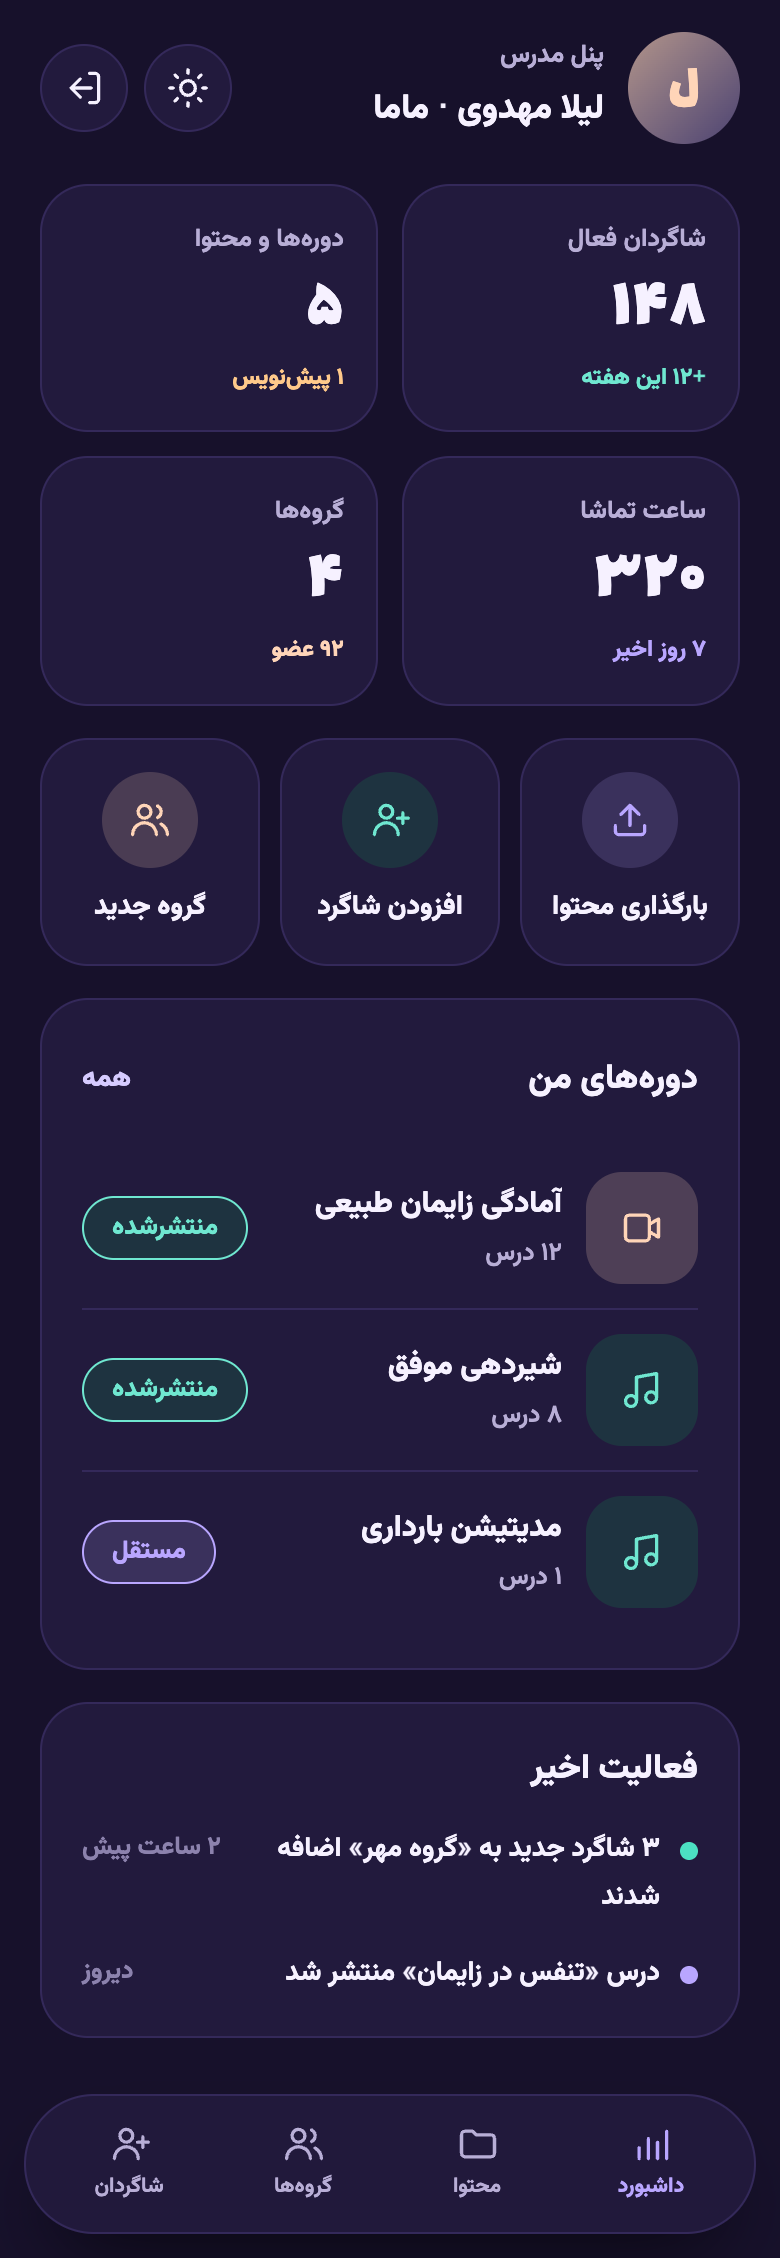 ل
پنل مدرس
لیلا مهدوی · ماما
شاگردان فعال
۱۴۸
+۱۲ این هفته
دوره‌ها و محتوا
۵
۱ پیش‌نویس
ساعت تماشا
۳۲۰
۷ روز اخیر
گروه‌ها
۴
۹۲ عضو
بارگذاری محتوا
افزودن شاگرد
گروه جدید
دوره‌های من
همه
آمادگی زایمان طبیعی
۱۲ درس
منتشرشده
شیردهی موفق
۸ درس
منتشرشده
مدیتیشن بارداری
۱ درس
مستقل
فعالیت اخیر
۳ شاگرد جدید به «گروه مهر» اضافه
شدند
۲ ساعت پیش
درس «تنفس در زایمان» منتشر شد
دیروز
داشبورد
محتوا
گروه‌ها
شاگردان